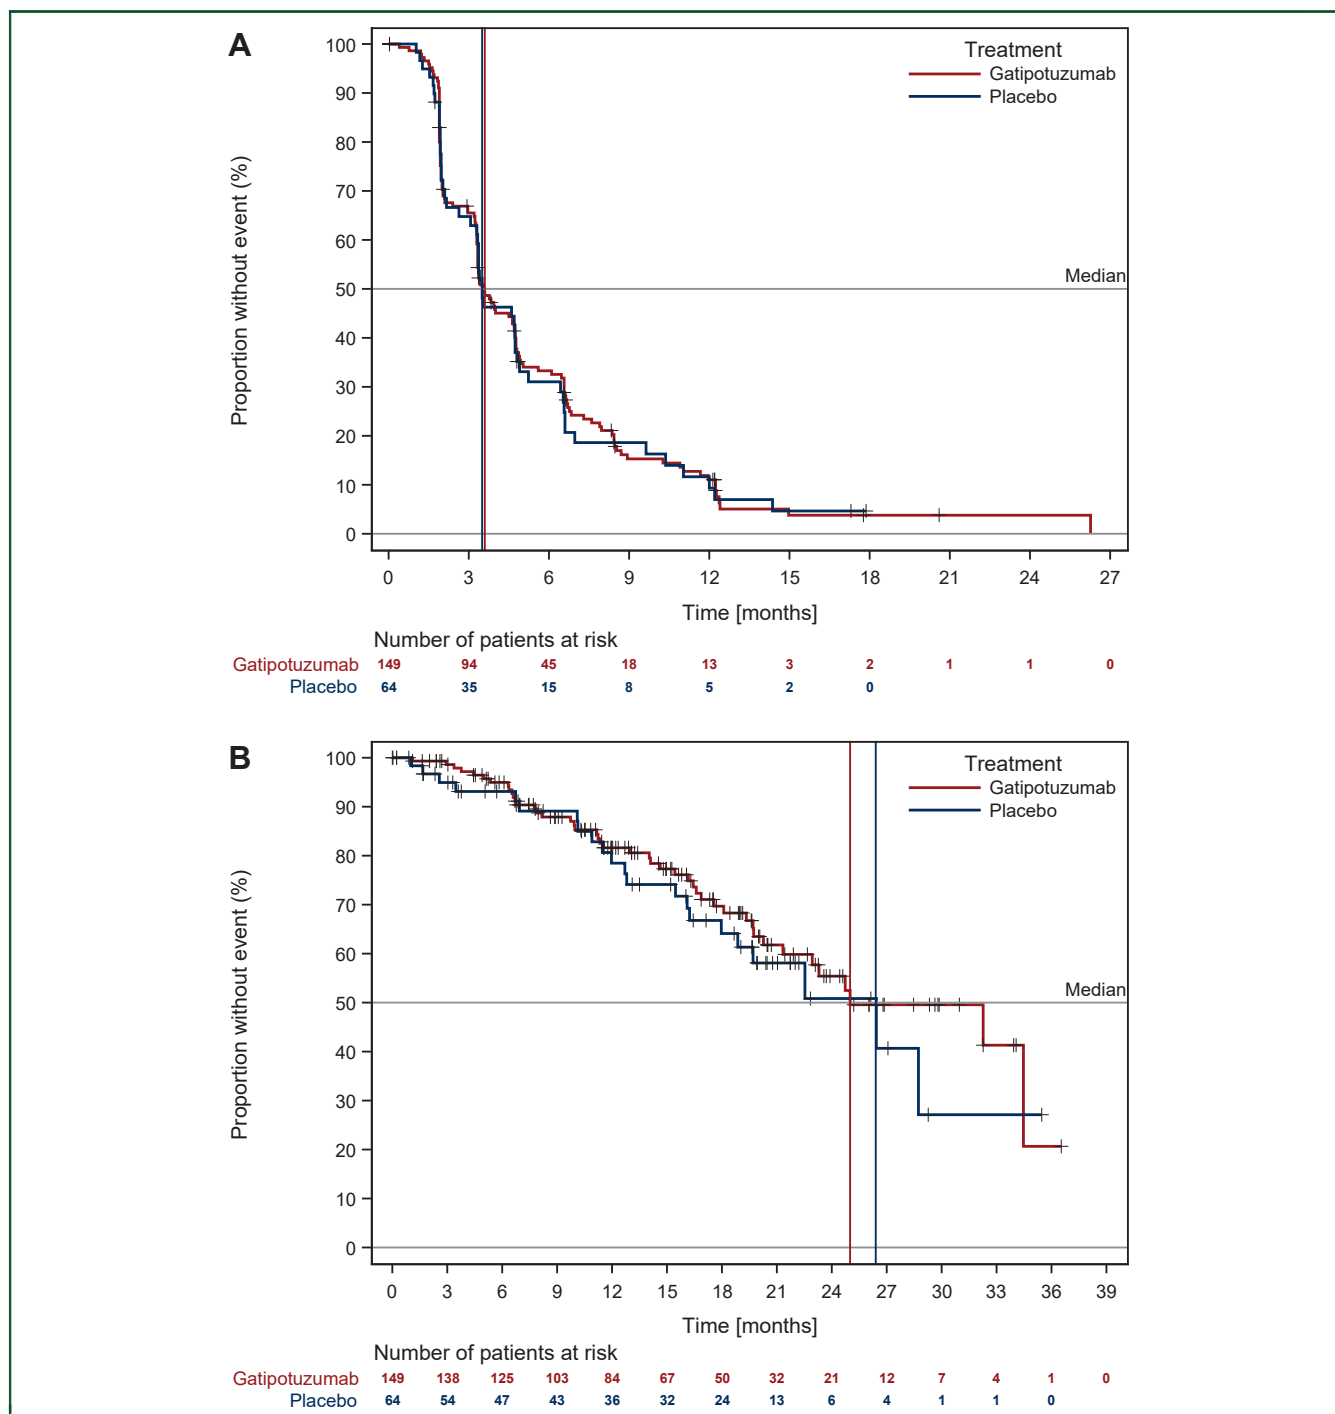 A
Treatment
Gatipotuzumab
Placebo
Proportion without event (%)
100
90
80
70
60
50
40
30
20
10
0
Median
0 3 6 9 12 15 18 21 24 27
Time [months]
Number of patients at risk
Gatipotuzumab 149 94 45 18 13 3 2 1 1 0
Placebo 64 35 15 8 5 2 0
B
Treatment
Gatipotuzumab
Placebo
Proportion without event (%)
100
90
80
70
60
50
40
30
20
10
0
Median
0 3 6 9 12 15 18 21 24 27 30 33 36 39
Time [months]
Number of patients at risk
Gatipotuzumab 149 138 125 103 84 67 50 32 21 12 7 4 1 0
Placebo 64 54 47 43 36 32 24 13 6 4 1 1 0